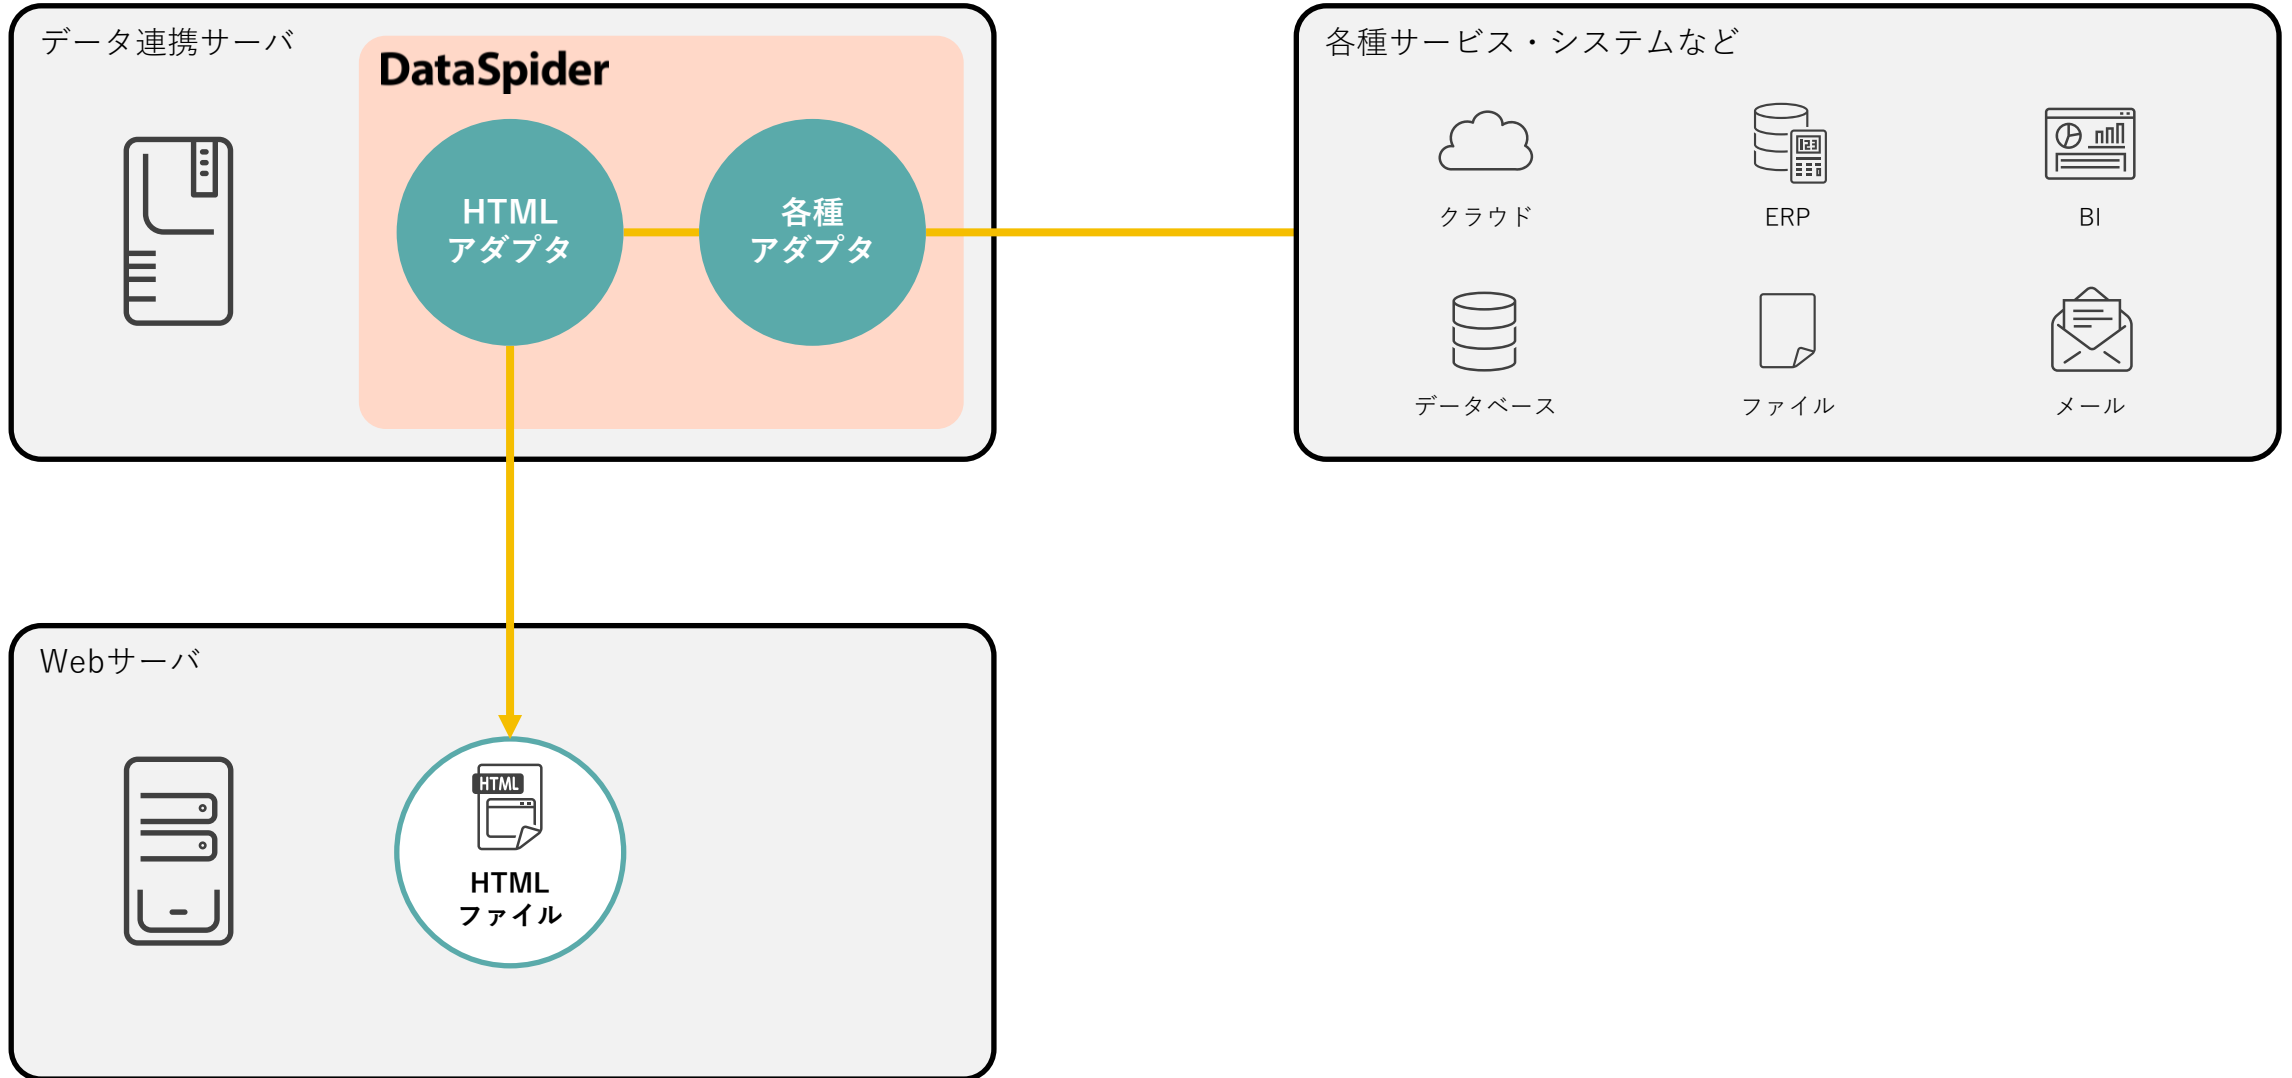 データ連携サーバ
DataSpider
HTML
アダプタ
各種
アダプタ
各種サービス・システムなど
123
クラウド
ERP
BI
データベース
ファイル
メール
Webサーバ
HTML
HTML
ファイル